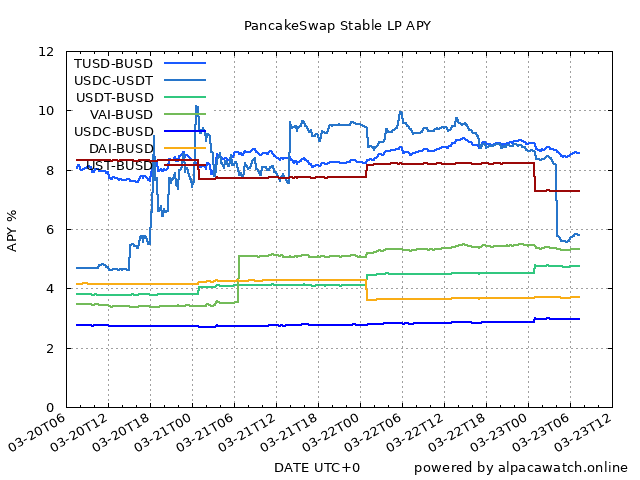 PancakeSwap Stable LP APY
12
10
8
6
4
2
0
APY %
TUSD-BUSD
USDC-USDT
USDT-BUSD
VAI-BUSD
USDC-BUSD
DAI-BUSD
UST-BUSD
03-20T06
03-20T12
03-20T18
03-21T00
03-21T06
03-21T12
03-21T18
03-22T00
03-22T06
03-22T12
03-22T18
03-23T00
03-23T06
03-23T12
DATE UTC+0
powered by alpacawatch.online